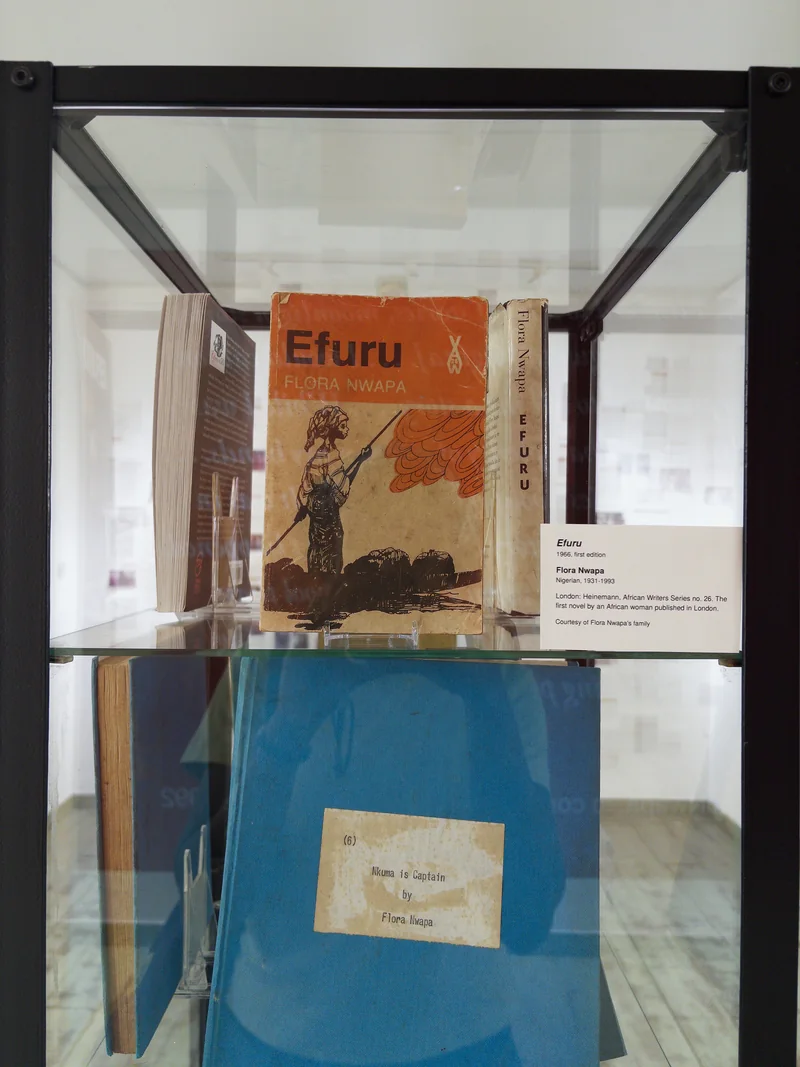 Efuru
FLORA NWAPA
Flora Nwapa
EFURU
Efuru
1966, first edition
Flora Nwapa
Nigerian, 1931-1993
London: Heinemann, African Writers Series no. 26. The
first novel by an African woman published in London.
Courtesy of Flora Nwapa's family
(6)
Nkuma is Captain
by
Flora Nwapa